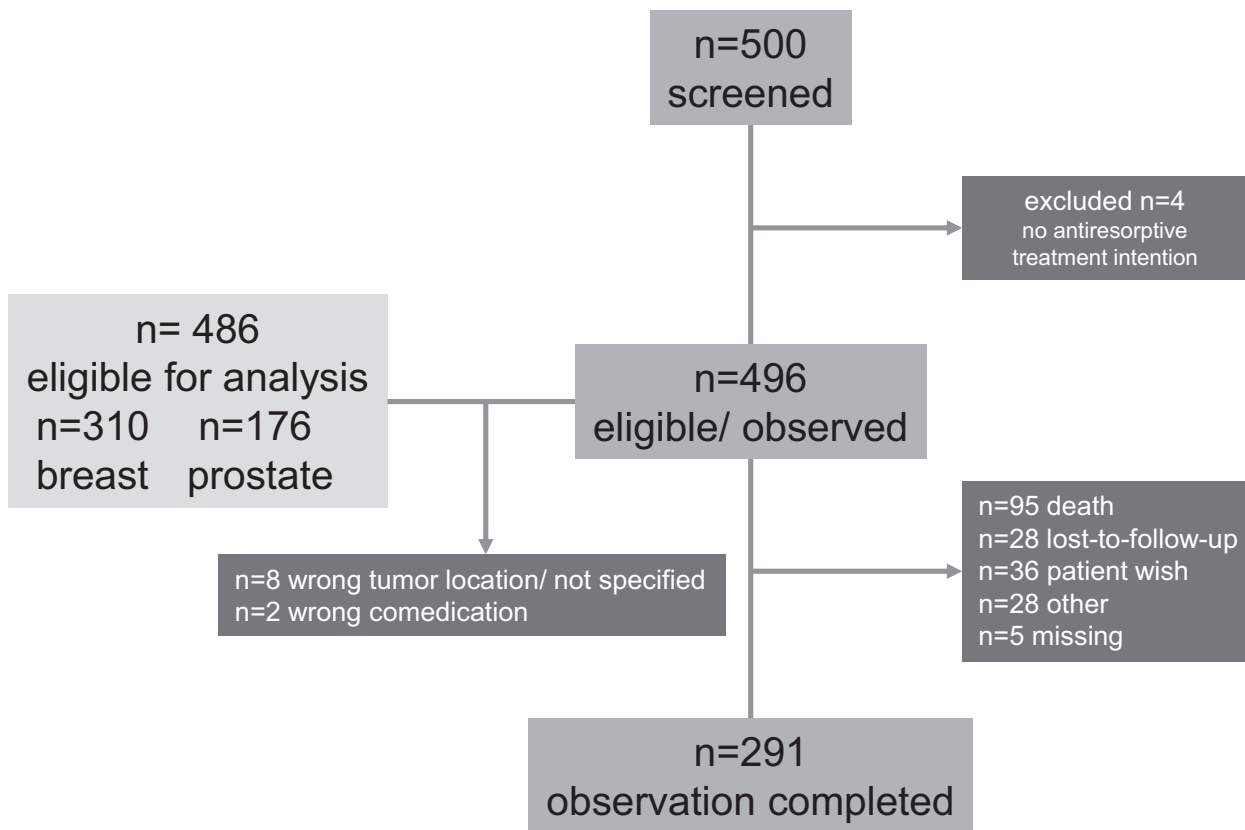 n=500
screened
excluded n=4
no antiresorptive
treatment intention
n= 486
eligible for analysis
n=310 n=176
breast prostate
n=496
eligible/ observed
n=8 wrong tumor location/ not specified
n=2 wrong comedication
n=95 death
n=28 lost-to-follow-up
n=36 patient wish
n=28 other
n=5 missing
n=291
observation completed